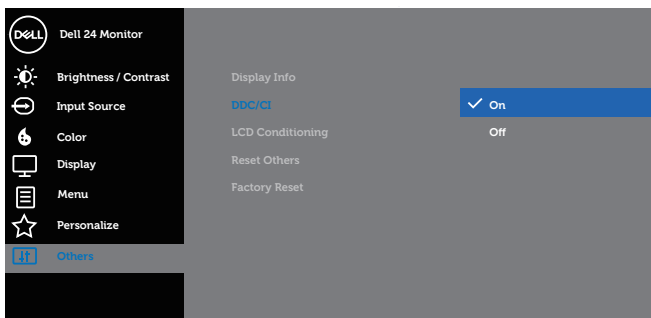 DELL Dell 24 Monitor
Brightness / Contrast
Input Source
Color
Display
Menu
Personalize
Others
Display Info
DDC/CI
LCD Conditioning
Reset Others
Factory Reset
On
Off